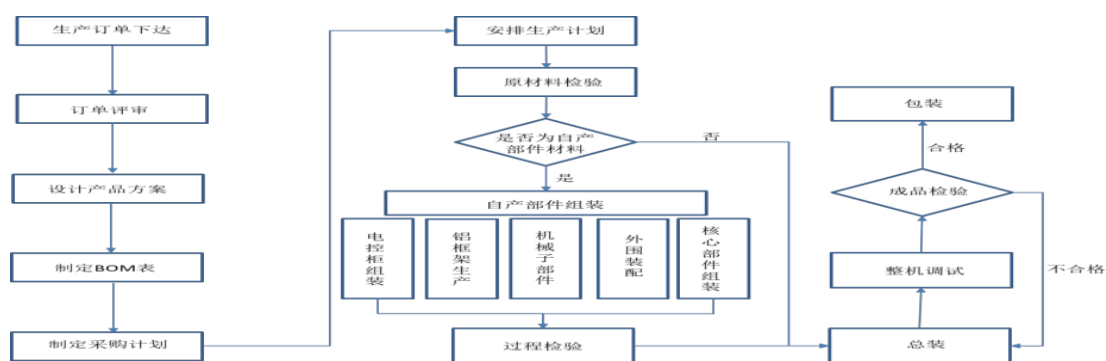 生产订单下达
订单评审
设计产品方案
制定BOM表
制定采购计划
安排生产计划
原材料检验
是否为自产
部件材料
否
是
自产部件组装
电控柜组装
铝框架生产
机械子部件
外围装配
核心部件组装
过程检验
包装
合格
成品检验
不合格
整机调试
总装